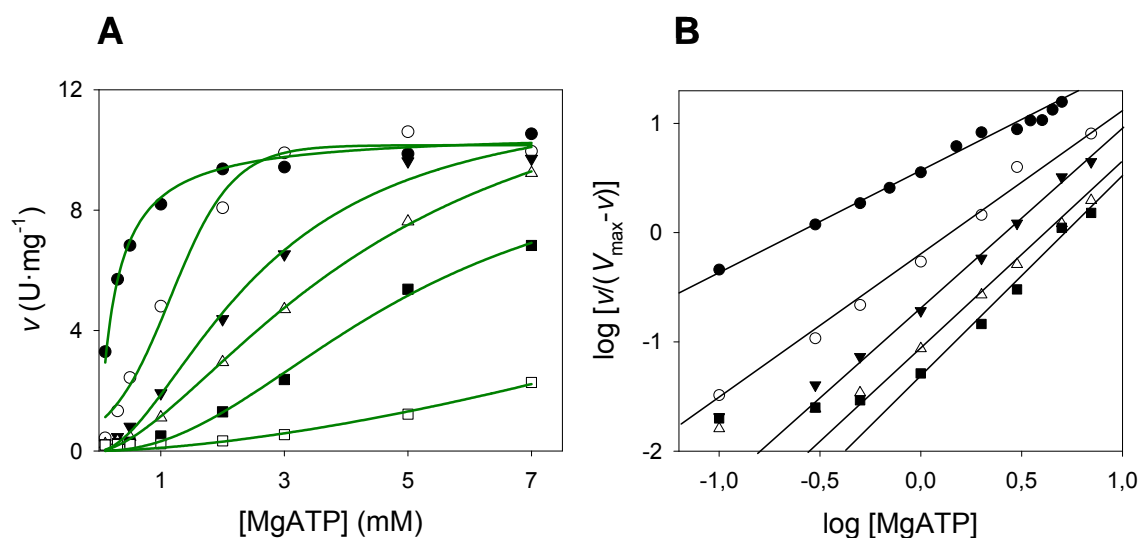 A
B
12
8
4
0
v (U·mg⁻¹)
1
3
5
7
[MgATP] (mM)
1
0
-1
-2
log [v/(Vmax-v)]
-1,0
-0,5
0,0
0,5
1,0
log [MgATP]